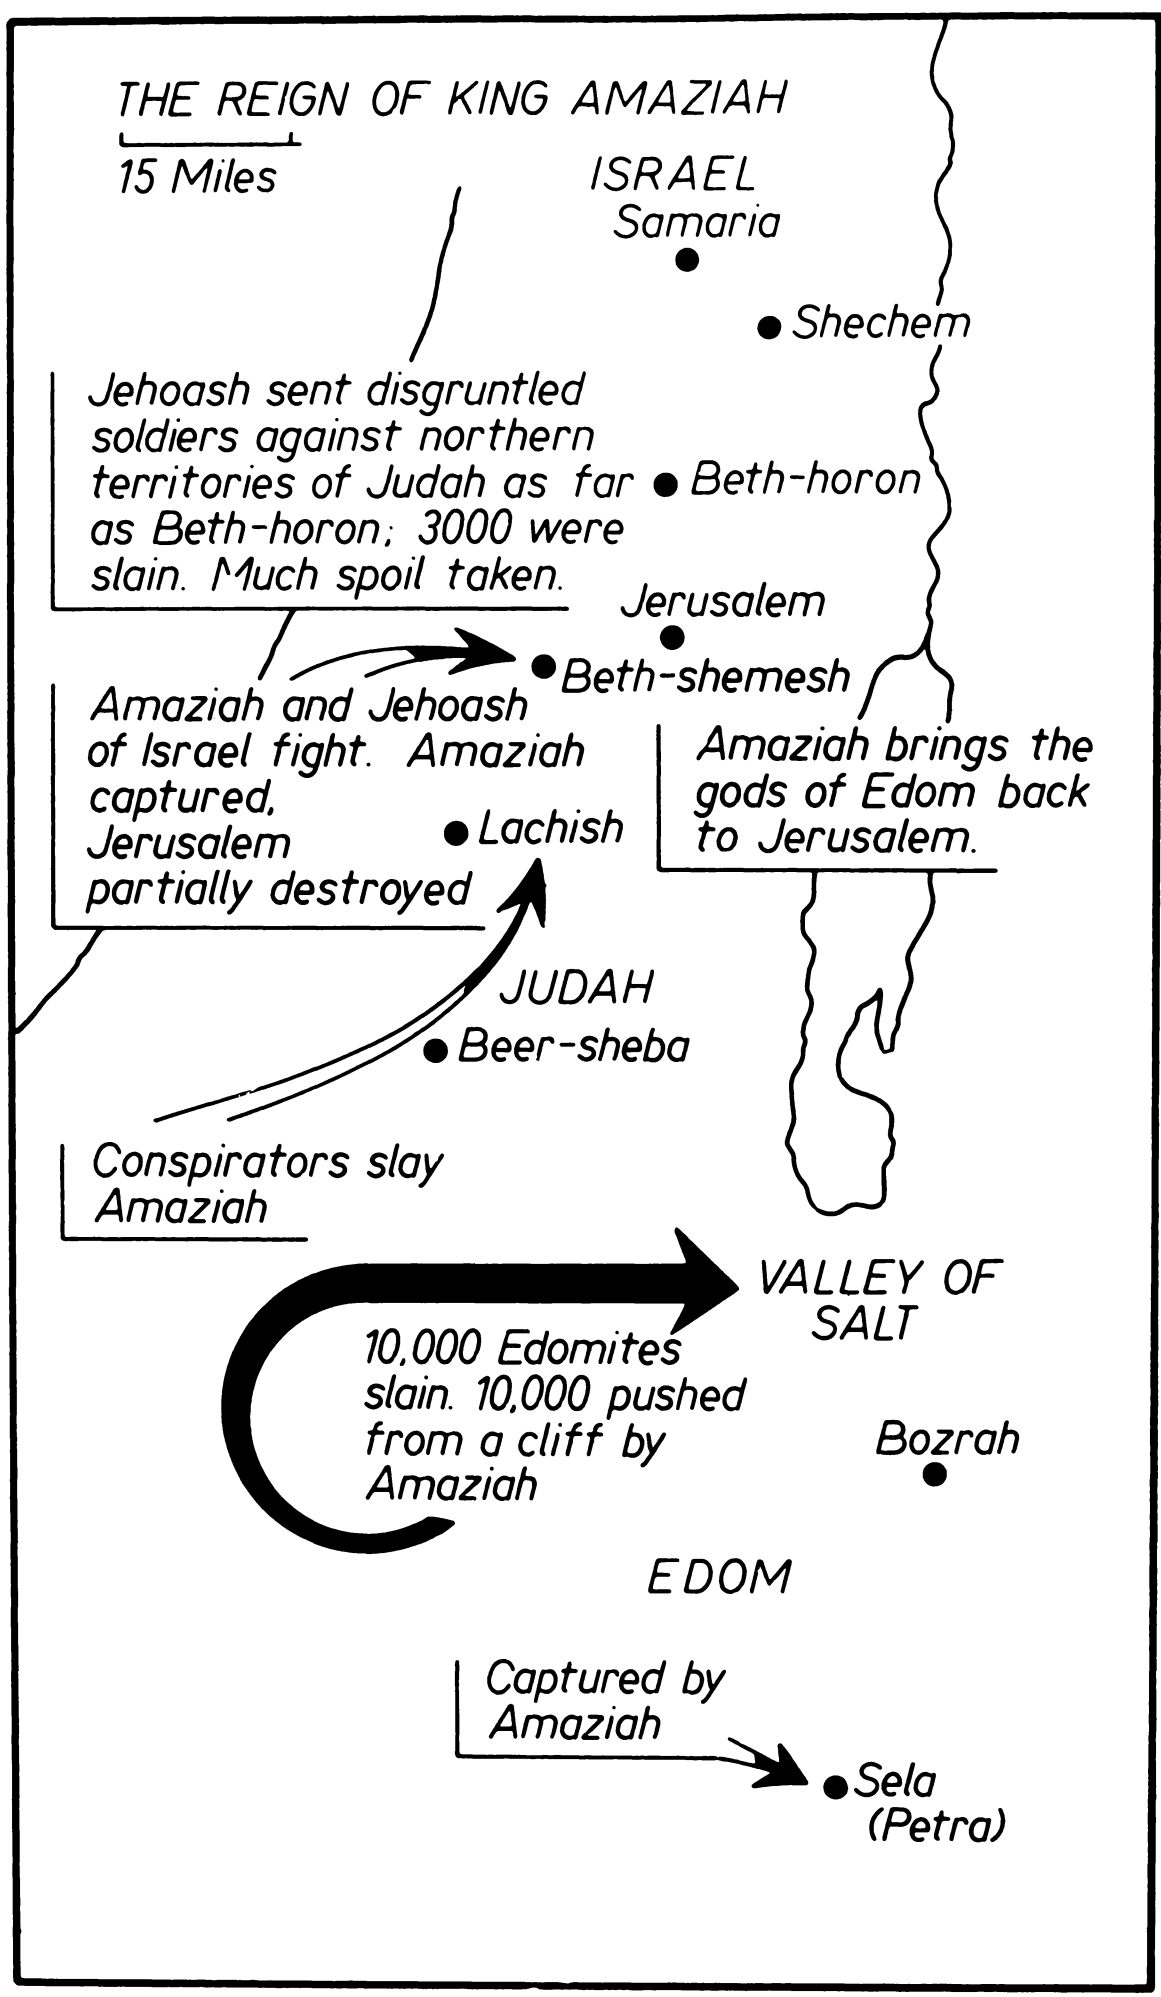 THE REIGN OF KING AMAZIAH
15 Miles
ISRAEL
Samaria
Shechem
Jehoash sent disgruntled
soldiers against northern
territories of Judah as far
as Beth-horon; 3000 were
slain. Much spoil taken.
Beth-horon
Jerusalem
Beth-shemesh
Amaziah and Jehoash
of Israel fight. Amaziah
captured,
Jerusalem
partially destroyed
Amaziah brings the
gods of Edom back
to Jerusalem.
Lachish
JUDAH
Beer-sheba
Conspirators slay
Amaziah
VALLEY OF
SALT
10,000 Edomites
slain. 10,000 pushed
from a cliff by
Amaziah
Bozrah
EDOM
Captured by
Amaziah
Sela
(Petra)